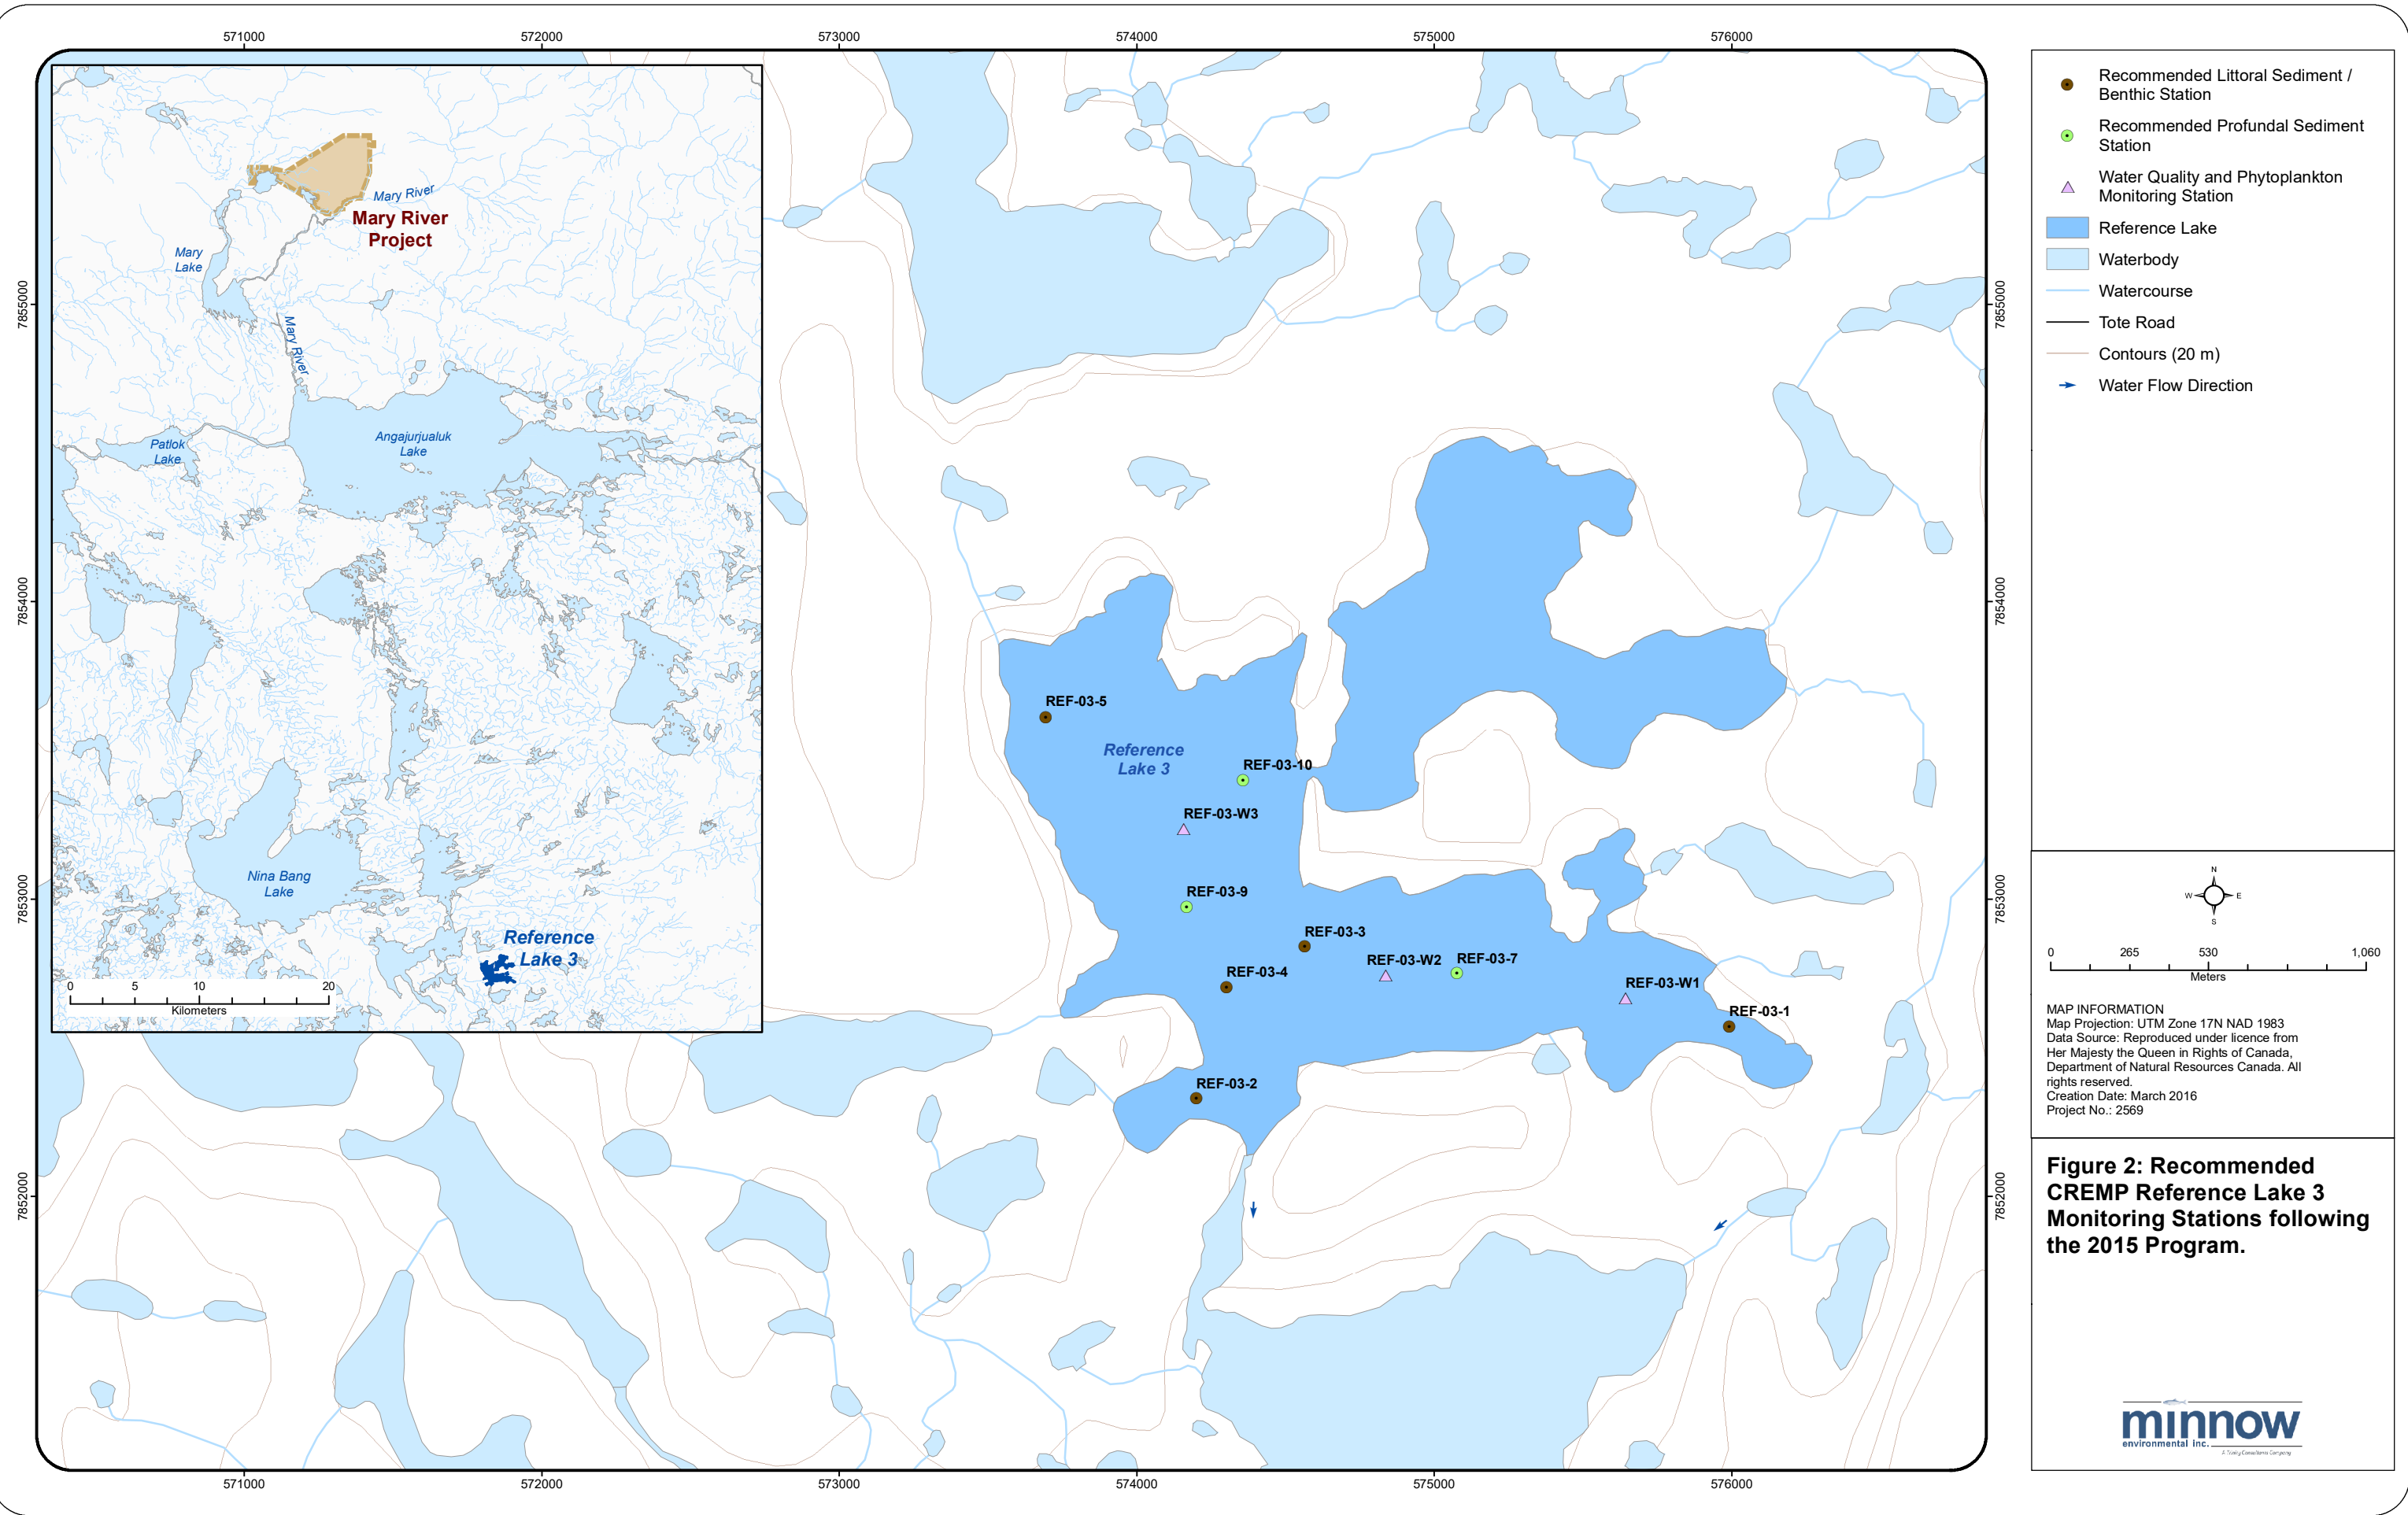 571000
572000
573000
574000
575000
576000
7855000
7854000
7853000
7852000
7855000
7854000
7853000
7852000
571000
572000
573000
574000
575000
576000
Mary River
Mary River
Project
Mary
Lake
Mary River
Patlok
Lake
Angajurjualuk
Lake
Nina Bang
Lake
Reference
Lake 3
0 5 10 20
Kilometers
REF-03-5
Reference
Lake 3
REF-03-10
REF-03-W3
REF-03-9
REF-03-3
REF-03-4
REF-03-W2
REF-03-7
REF-03-W1
REF-03-1
REF-03-2
Recommended Littoral Sediment /
Benthic Station
Recommended Profundal Sediment
Station
Water Quality and Phytoplankton
Monitoring Station
Reference Lake
Waterbody
Watercourse
Tote Road
Contours (20 m)
Water Flow Direction
N
W E
S
0 265 530 1,060
Meters
MAP INFORMATION
Map Projection: UTM Zone 17N NAD 1983
Data Source: Reproduced under licence from
Her Majesty the Queen in Rights of Canada,
Department of Natural Resources Canada. All
rights reserved.
Creation Date: March 2016
Project No.: 2569
Figure 2: Recommended
CREMP Reference Lake 3
Monitoring Stations following
the 2015 Program.
minnow
environmental inc.
A Trinity Consultants Company